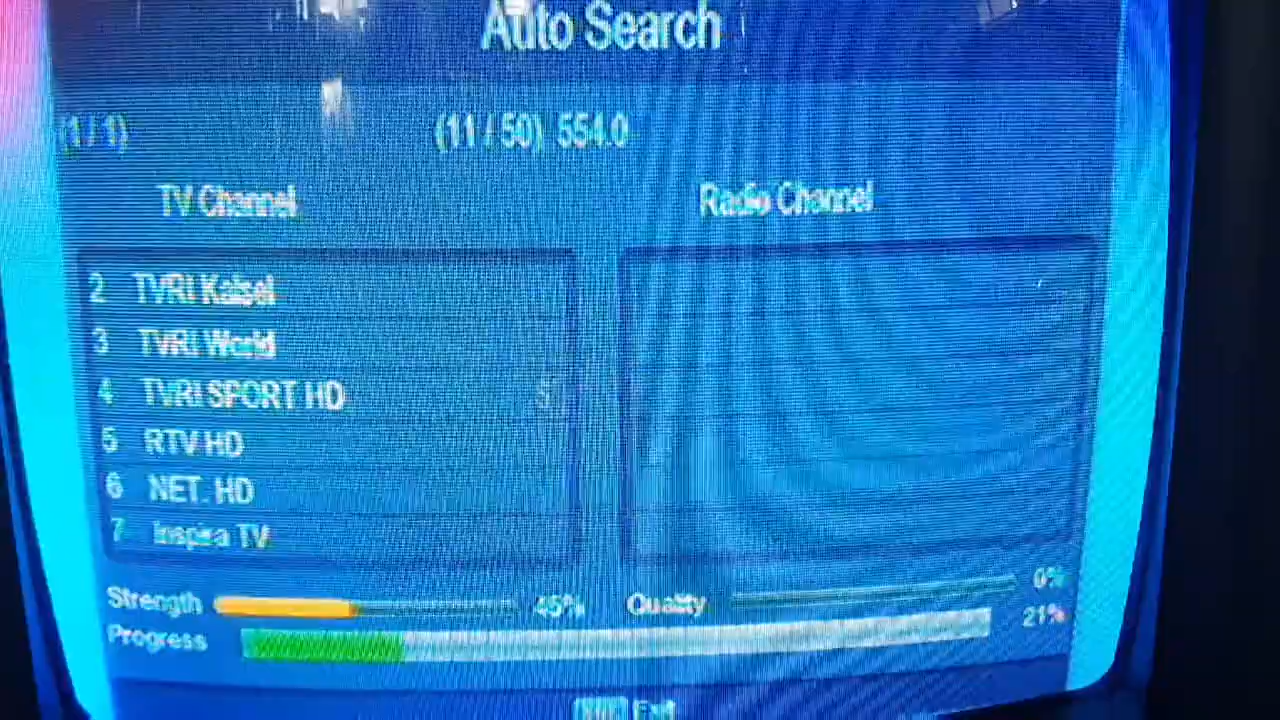 Auto Search
(1 / 1) (11 / 50) 554.0
TV Channel Radio Channel
2 TVRI Kalsel
3 TVRI World
4 TVRI SPORT HD
5 RTV HD
6 NET. HD
7 Inspira TV
Strength 45% Quality 0%
Progress 21%
Exit